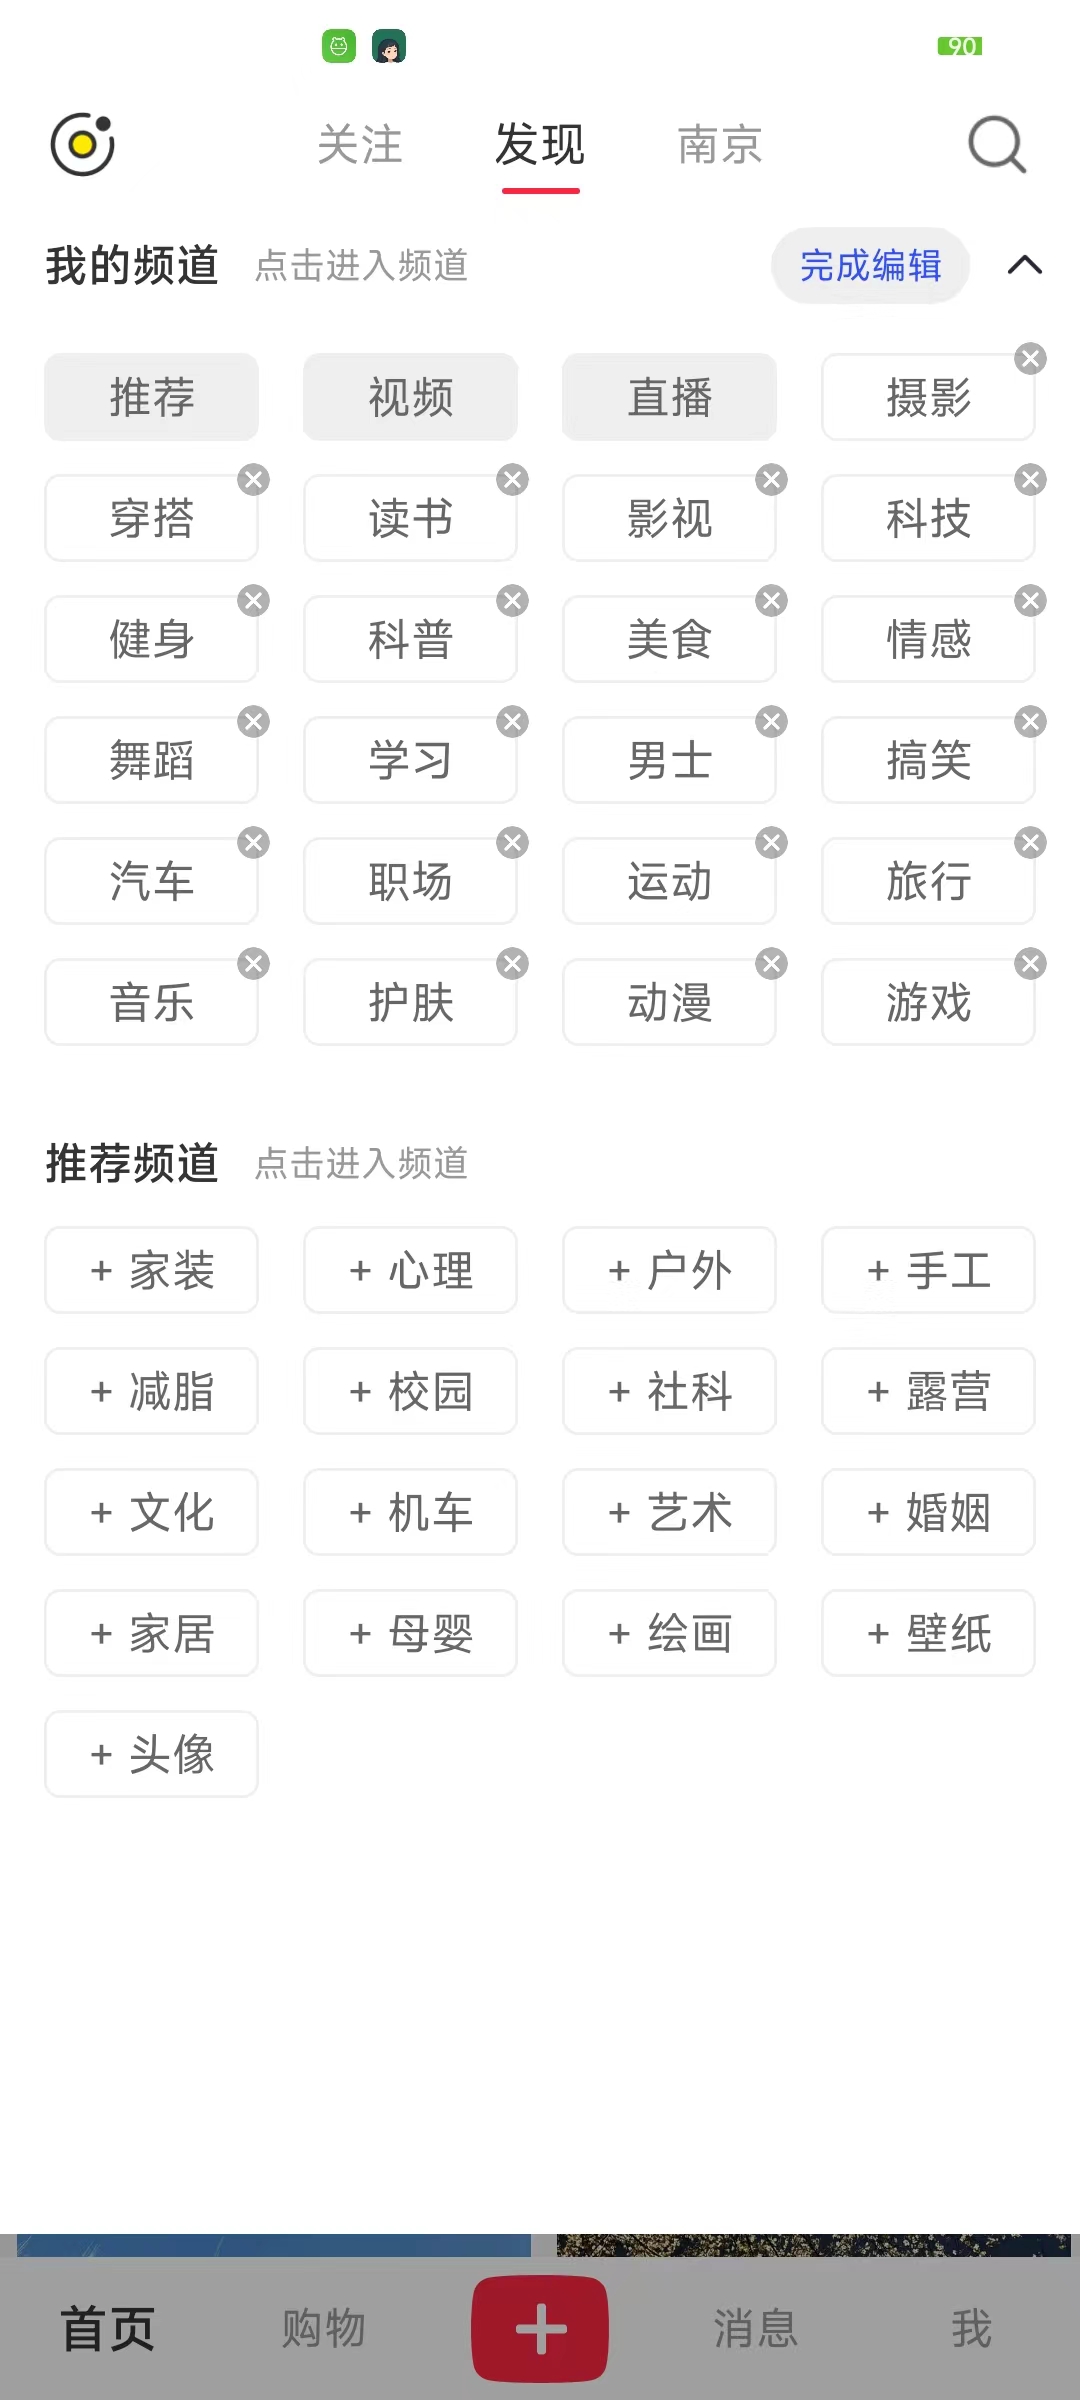 90
关注 发现 南京
我的频道 点击进入频道 完成编辑
推荐 视频 直播 摄影
穿搭 读书 影视 科技
健身 科普 美食 情感
舞蹈 学习 男士 搞笑
汽车 职场 运动 旅行
音乐 护肤 动漫 游戏
推荐频道 点击进入频道
+ 家装 + 心理 + 户外 + 手工
+ 减脂 + 校园 + 社科 + 露营
+ 文化 + 机车 + 艺术 + 婚姻
+ 家居 + 母婴 + 绘画 + 壁纸
+ 头像
首页 购物 消息 我